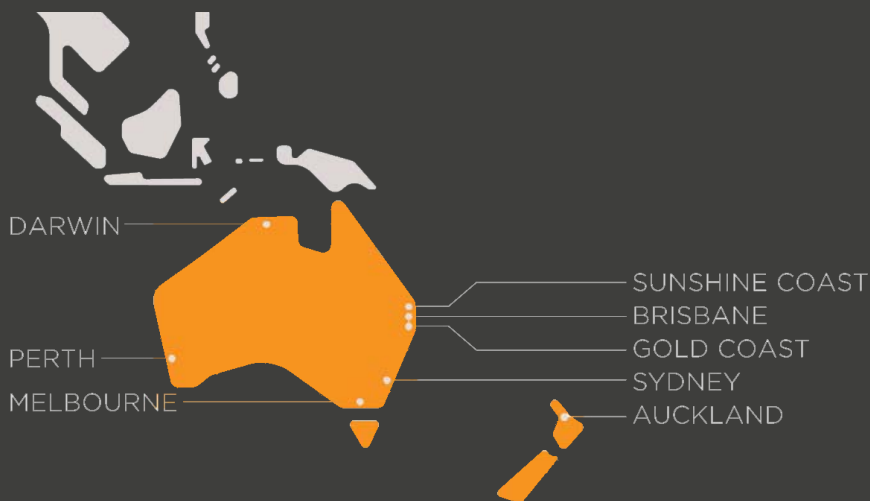 DARWIN
PERTH
MELBOURNE
SUNSHINE COAST
BRISBANE
GOLD COAST
SYDNEY
AUCKLAND